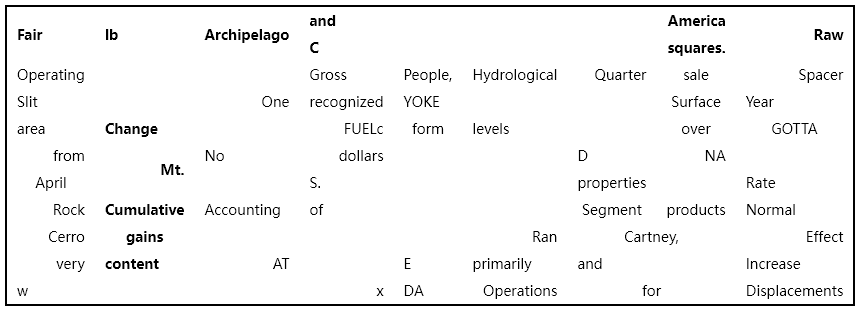 and America
Fair lb Archipelago Raw
C squares.
Operating Gross People, Hydrological Quarter sale Spacer
Slit One recognized YOKE Surface Year
area Change FUELc form levels over GOTTA
from No dollars D NA
Mt.
April S. properties Rate
Rock Cumulative Accounting of Segment products Normal
Cerro gains Ran Cartney, Effect
very content AT E primarily and Increase
w x DA Operations for Displacements